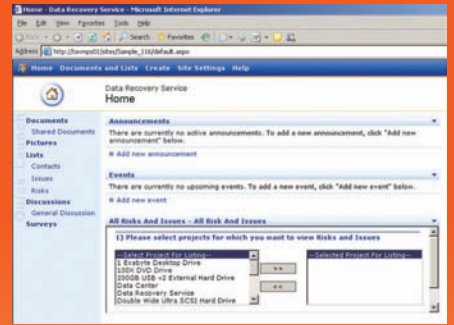 Home - Data Recovery Service - Microsoft Internet Explorer
File Edit View Favorites Tools Help
Search Favorites
Address http://tavmps01/sites/Sample_116/default.aspx
Home Documents and Lists Create Site Settings Help
Data Recovery Service
Home
Documents
Shared Documents
Pictures
Lists
Contacts
Issues
Risks
Discussions
General Discussion
Surveys
Announcements
There are currently no active announcements. To add a new announcement, click "Add new
announcement" below.
Add new announcement
Events
There are currently no upcoming events. To add a new event, click "Add new event" below.
Add new event
All Risks And Issues - All Risk And Issues
1) Please select projects for which you want to view Risks and Issues
--Select Project For Listing--
1 Exabyte Desktop Drive
100X DVD Drive
200GB USB v2 External Hard Drive
Data Center
Data Recovery Service
Double Wide Ultra SCSI Hard Drive
>>
<<
--Selected Project For Listing--